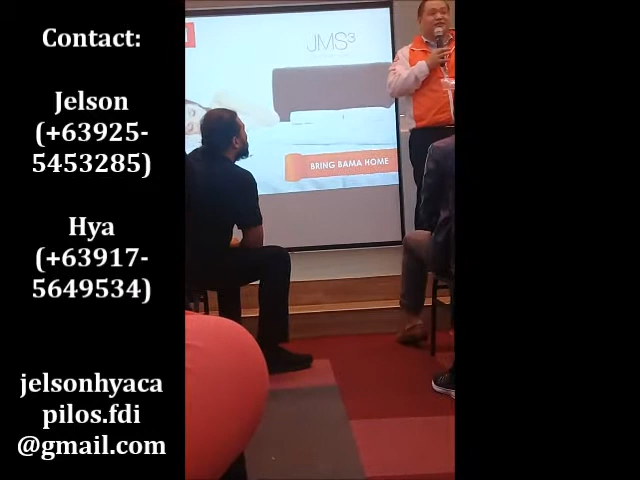 Contact:
Jelson
(+63925-
5453285)
Hya
(+63917-
5649534)
jelsonhyaca
pilos.fdi
@gmail.com
JMS³
BRING BAMA HOME